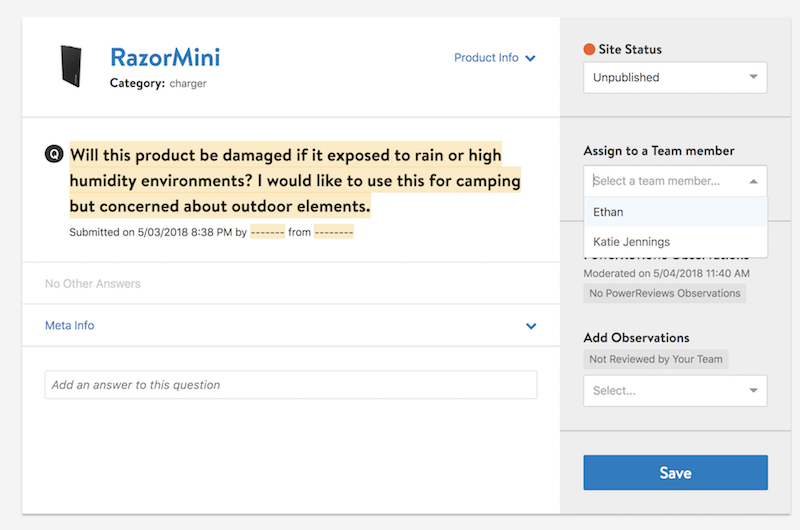 RazorMini
Category: charger
Product Info
Q
Will this product be damaged if it exposed to rain or high
humidity environments? I would like to use this for camping
but concerned about outdoor elements.
Submitted on 5/03/2018 8:38 PM by ------- from --------
No Other Answers
Meta Info
Add an answer to this question
Site Status
Unpublished
Assign to a Team member
Select a team member...
Ethan
Katie Jennings
PowerReviews Observations
Moderated on 5/04/2018 11:40 AM
No PowerReviews Observations
Add Observations
Not Reviewed by Your Team
Select...
Save